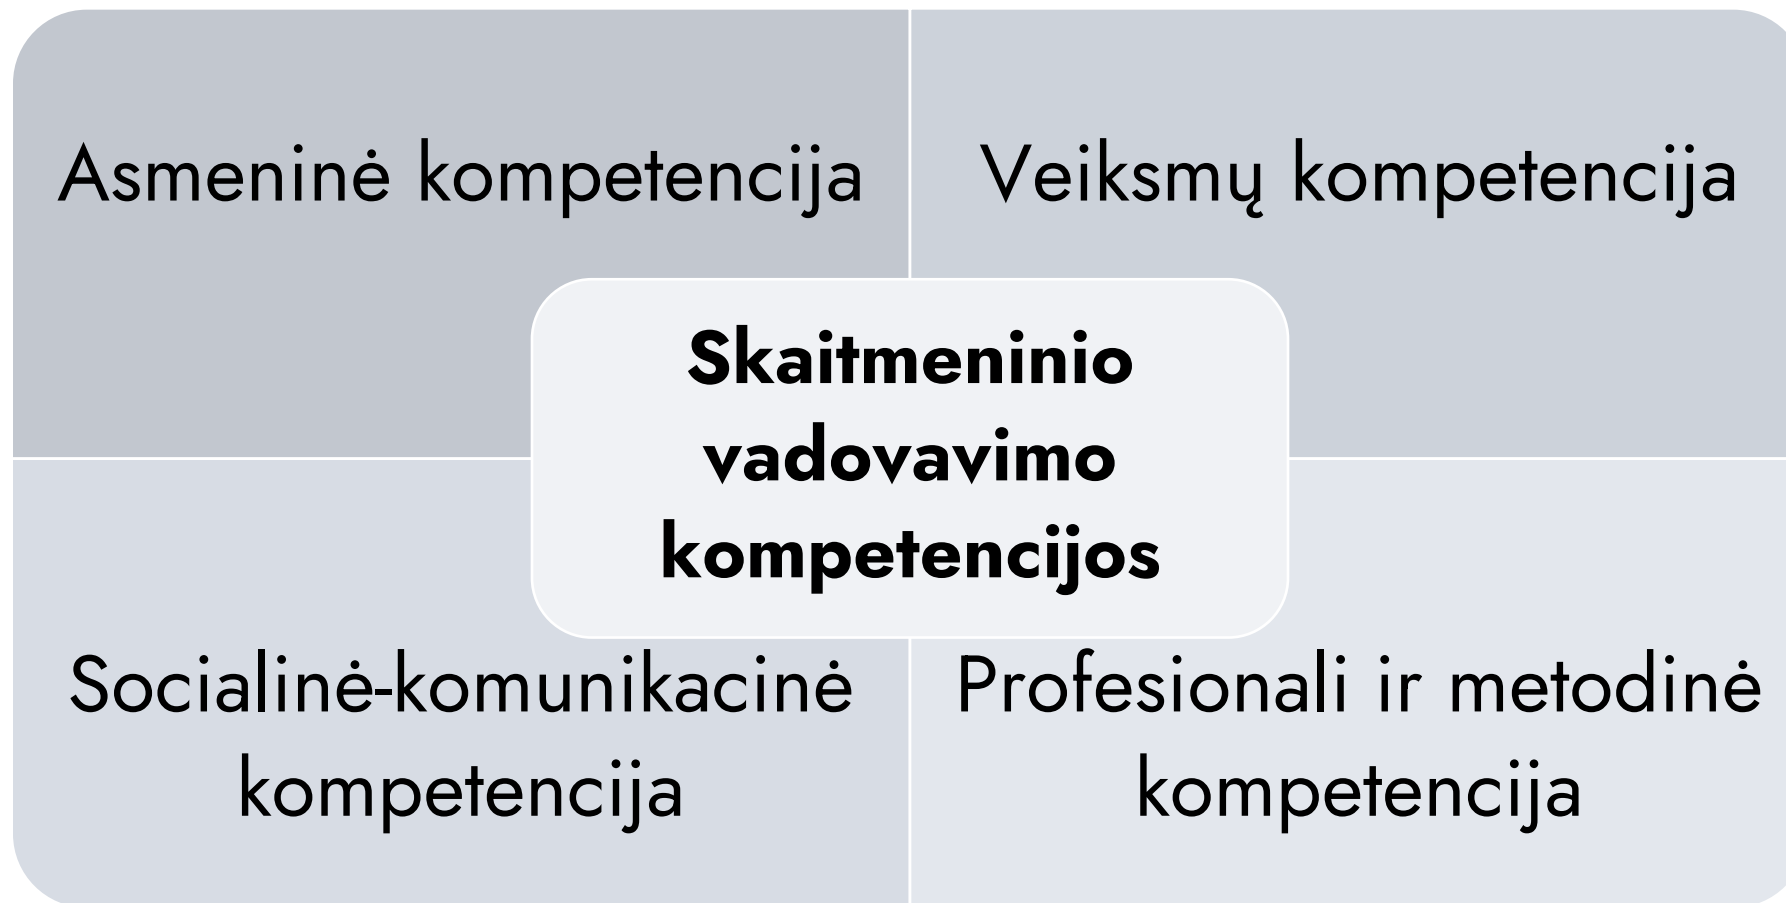 Asmeninė kompetencija
Veiksmų kompetencija
Skaitmeninio
vadovavimo
kompetencijos
Socialinė-komunikacinė
kompetencija
Profesionali ir metodinė
kompetencija